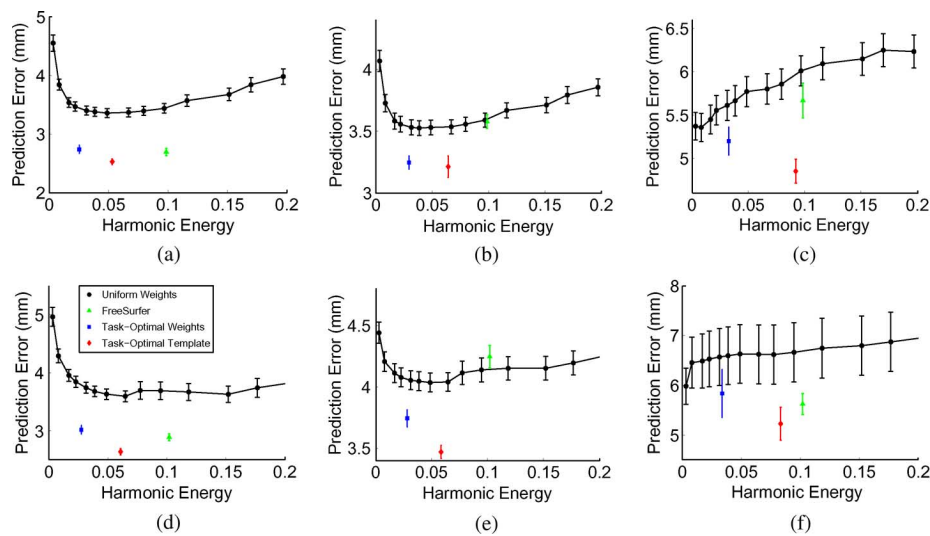 5
4
3
2
Prediction Error (mm)
0 0.05 0.1 0.15 0.2
Harmonic Energy
(a)
4
3.5
3
Prediction Error (mm)
0 0.05 0.1 0.15 0.2
Harmonic Energy
(b)
6.5
6
5.5
5
Prediction Error (mm)
0 0.05 0.1 0.15 0.2
Harmonic Energy
(c)
5
4
3
Prediction Error (mm)
Uniform Weights
FreeSurfer
Task-Optimal Weights
Task-Optimal Template
0 0.05 0.1 0.15 0.2
Harmonic Energy
(d)
4.5
4
3.5
Prediction Error (mm)
0 0.05 0.1 0.15 0.2
Harmonic Energy
(e)
8
7
6
5
Prediction Error (mm)
0 0.05 0.1 0.15 0.2
Harmonic Energy
(f)